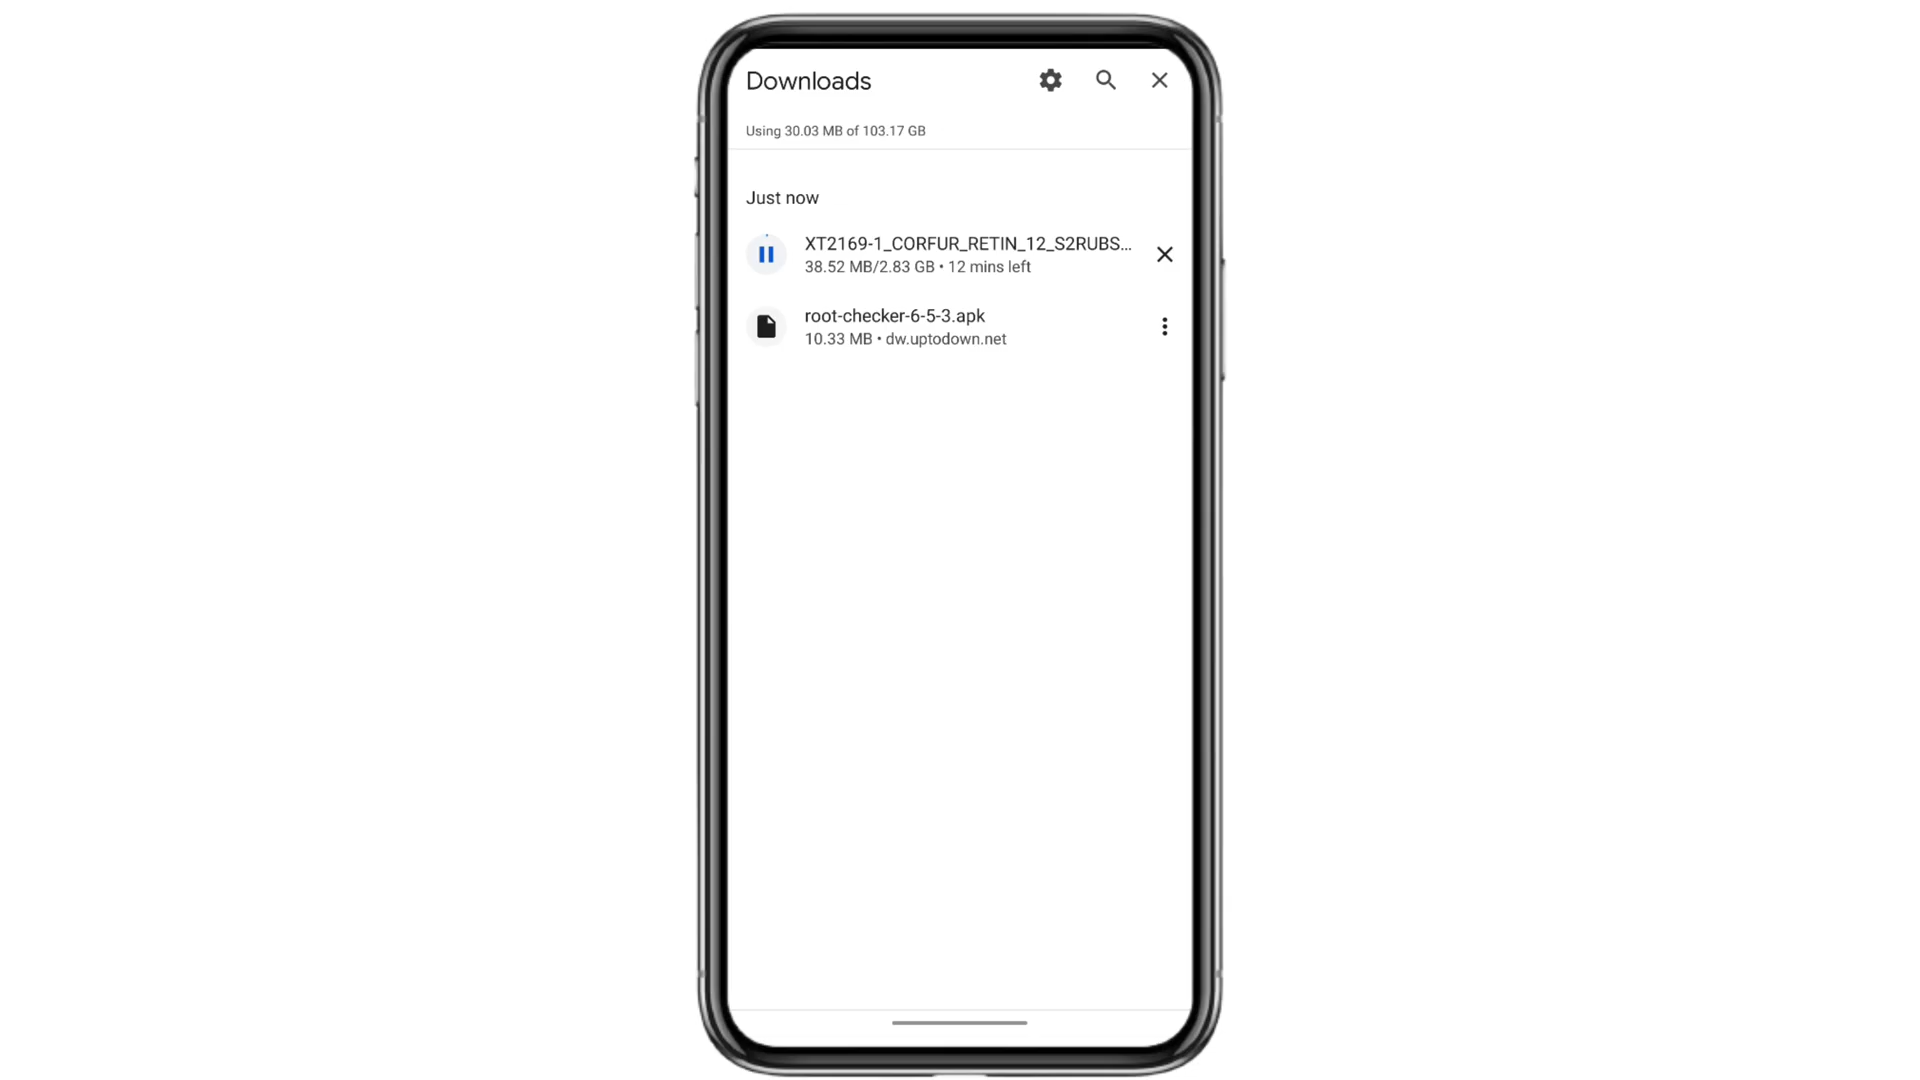 Downloads
Using 30.03 MB of 103.17 GB
Just now
XT2169-1_CORFUR_RETIN_12_S2RUBS...
38.52 MB/2.83 GB • 12 mins left
root-checker-6-5-3.apk
10.33 MB • dw.uptodown.net